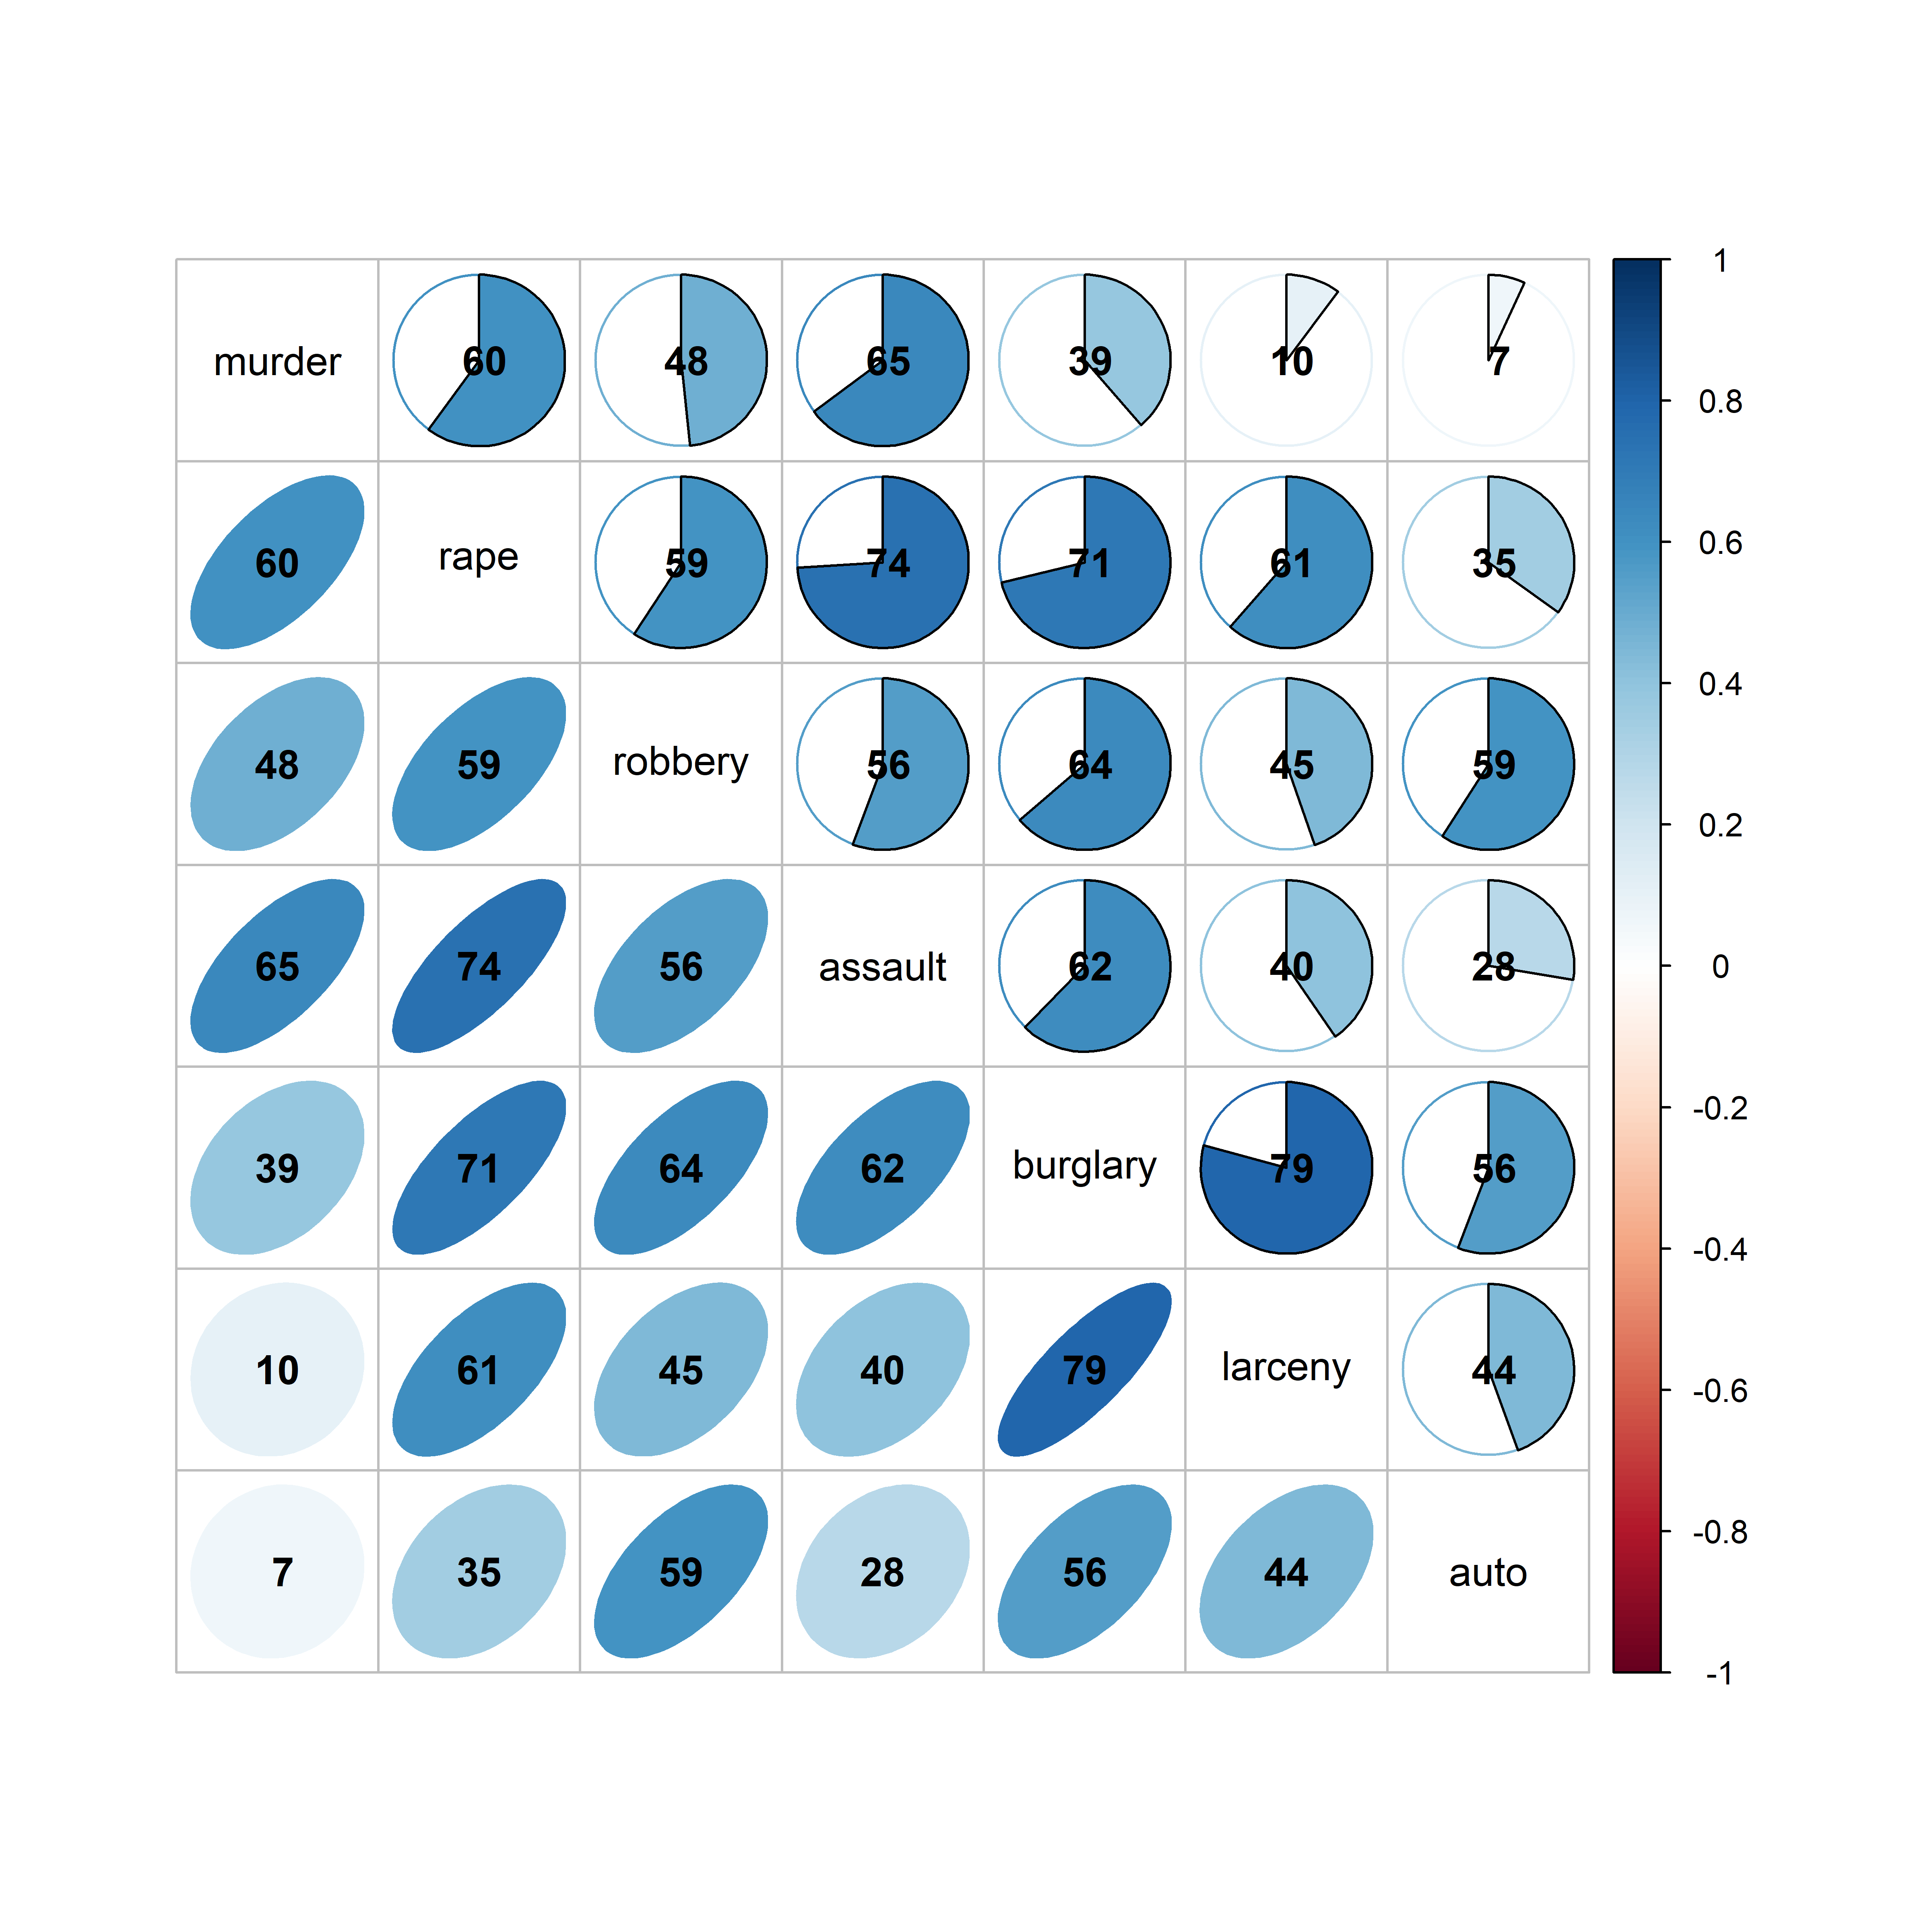 murder 60 48 65 39 10 7
60 rape 59 74 71 61 35
48 59 robbery 56 64 45 59
65 74 56 assault 62 40 28
39 71 64 62 burglary 79 56
10 61 45 40 79 larceny 44
7 35 59 28 56 44 auto
1
0.8
0.6
0.4
0.2
0
-0.2
-0.4
-0.6
-0.8
-1